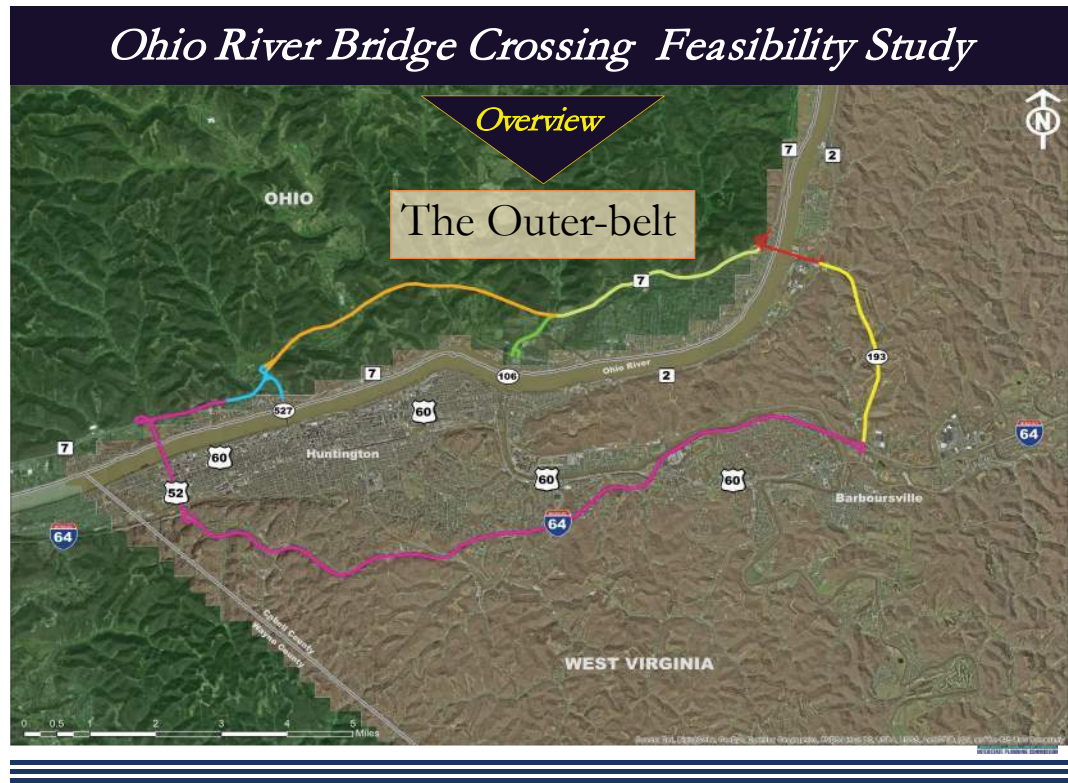 Ohio River Bridge Crossing Feasibility Study
Overview
The Outer-belt
N
7
2
OHIO
7
193
7
106
Ohio River
2
527
60
7
60
Huntington
64
60
60
52
Barboursville
64
64
Cabell County
Wayne County
WEST VIRGINIA
0 0.5 1 2 3 4 5
Miles